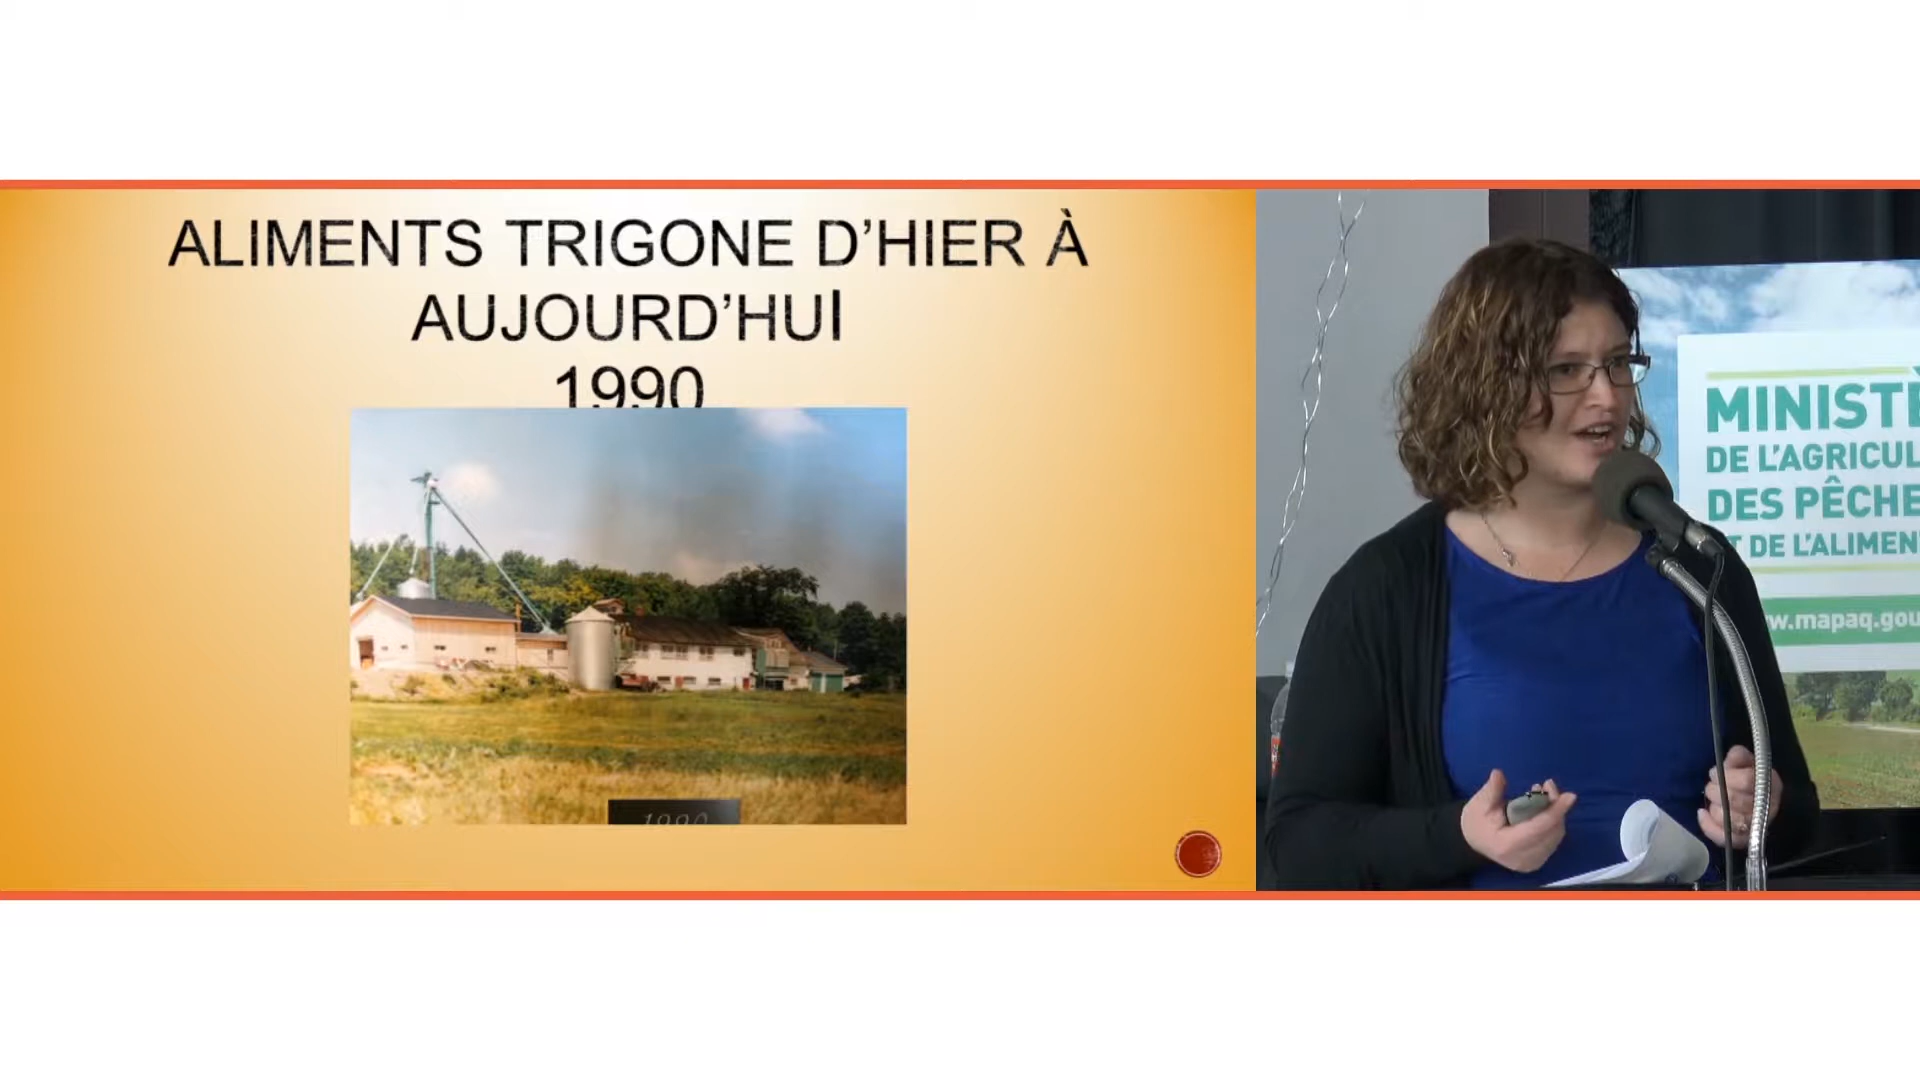 ALIMENTS TRIGONE D’HIER À
AUJOURD’HUI
1990
1990
MINISTÈ
DE L’AGRICUL
DES PÊCHE
T DE L’ALIMEN
w.mapaq.gou